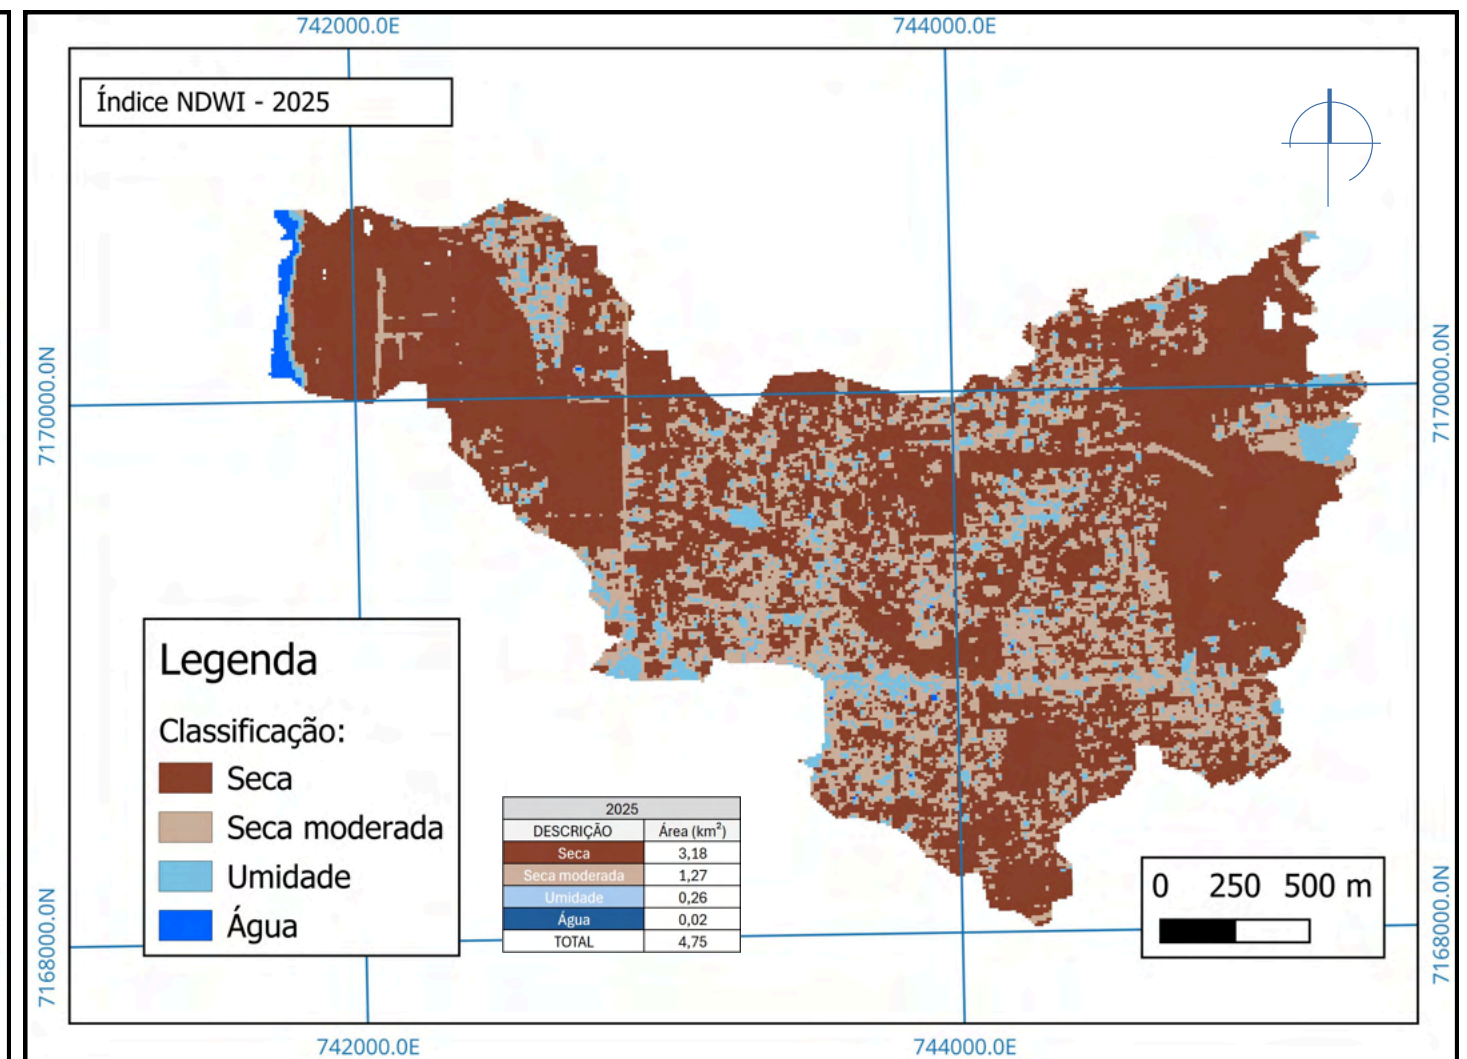 742000.0E
744000.0E
Índice NDWI - 2025
7170000.0N
7170000.0N
Legenda
Classificação:
Seca
Seca moderada
Umidade
Água
2025
DESCRIÇÃO Área (km²)
Seca 3,18
Seca moderada 1,27
Umidade 0,26
Água 0,02
TOTAL 4,75
0 250 500 m
7168000.0N
7168000.0N
742000.0E
744000.0E